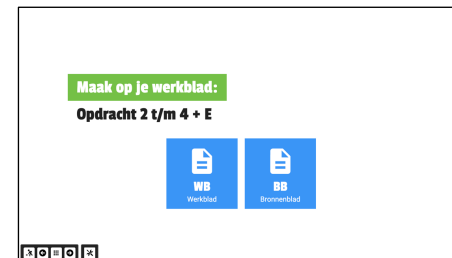 Maak op je werkblad:
Opdracht 2 t/m 4 + E
WB
Werkblad
BB
Bronnenblad